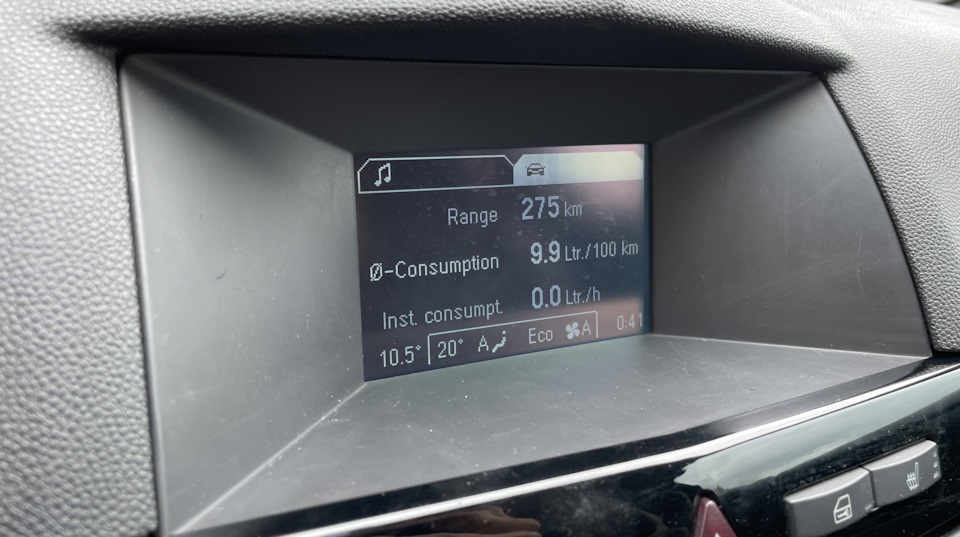 Range 275 km
Ø-Consumption 9.9 Ltr./100 km
Inst. consumpt. 0.0 Ltr./h
10.5° 20° A Eco A 0:41